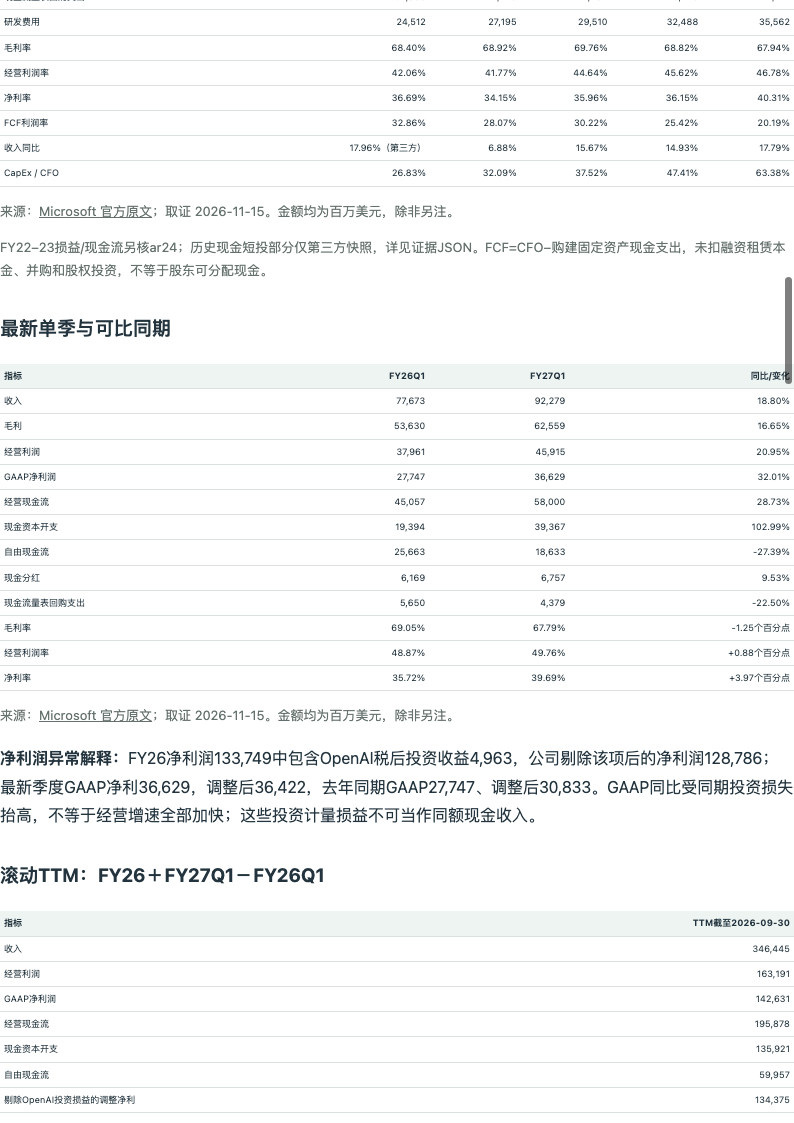 研发费用 24,512 27,195 29,510 32,488 35,562
毛利率 68.40% 68.92% 69.76% 68.82% 67.94%
经营利润率 42.06% 41.77% 44.64% 45.62% 46.78%
净利率 36.69% 34.15% 35.96% 36.15% 40.31%
FCF利润率 32.86% 28.07% 30.22% 25.42% 20.19%
收入同比 17.96%（第三方） 6.88% 15.67% 14.93% 17.79%
CapEx / CFO 26.83% 32.09% 37.52% 47.41% 63.38%
来源：Microsoft 官方原文；取证 2026-11-15。金额均为百万美元，除非另注。
FY22–23损益/现金流另核ar24；历史现金短投部分仅第三方快照，详见证据JSON。FCF=CFO−购建固定资产现金支出，未扣融资租赁本
金、并购和股权投资，不等于股东可分配现金。
最新单季与可比同期
指标 FY26Q1 FY27Q1 同比/变化
收入 77,673 92,279 18.80%
毛利 53,630 62,559 16.65%
经营利润 37,961 45,915 20.95%
GAAP净利润 27,747 36,629 32.01%
经营现金流 45,057 58,000 28.73%
现金资本开支 19,394 39,367 102.99%
自由现金流 25,663 18,633 -27.39%
现金分红 6,169 6,757 9.53%
现金流量表回购支出 5,650 4,379 -22.50%
毛利率 69.05% 67.79% -1.25个百分点
经营利润率 48.87% 49.76% +0.88个百分点
净利率 35.72% 39.69% +3.97个百分点
来源：Microsoft 官方原文；取证 2026-11-15。金额均为百万美元，除非另注。
净利润异常解释：FY26净利润133,749中包含OpenAI税后投资收益4,963，公司剔除该项后的净利润128,786；
最新季度GAAP净利36,629，调整后36,422，去年同期GAAP27,747、调整后30,833。GAAP同比受同期投资损失
抬高，不等于经营增速全部加快；这些投资计量损益不可当作同额现金收入。
滚动TTM：FY26＋FY27Q1－FY26Q1
指标 TTM截至2026-09-30
收入 346,445
经营利润 163,191
GAAP净利润 142,631
经营现金流 195,878
现金资本开支 135,921
自由现金流 59,957
剔除OpenAI投资损益的调整净利 134,375